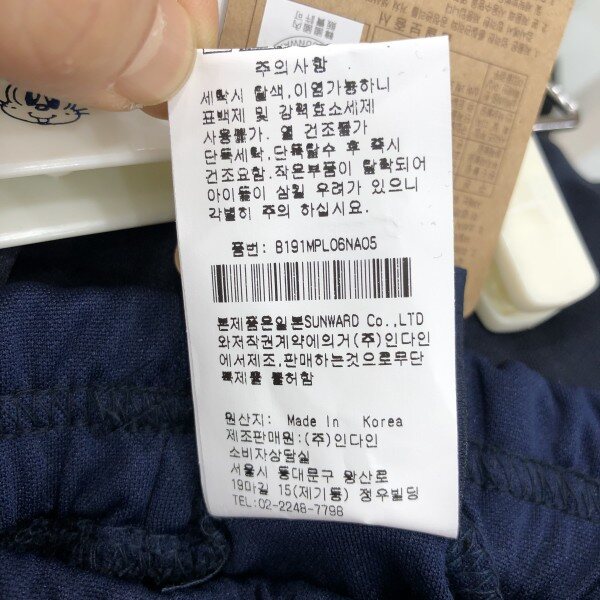 주의사항
세탁시 탈색,이염가능하니
표백제 및 강력효소세제
사용불가. 열 건조불가
단독세탁,단독탈수 후 즉시
건조요함.작은부품이 탈락되어
아이들이 삼킬 우려가 있으니
각별히 주의 하십시요.
품번: B191MPL06NA05
본제품은일본SUNWARD Co.,LTD
와저작권계약에의거(주)인다인
에서제조,판매하는것으로무단
복제를 불허함
원산지: Made In Korea
제조판매원:(주)인다인
소비자상담실
서울시 동대문구 왕산로
19마길 15(제기동) 정우빌딩
TEL:02-2248-7798